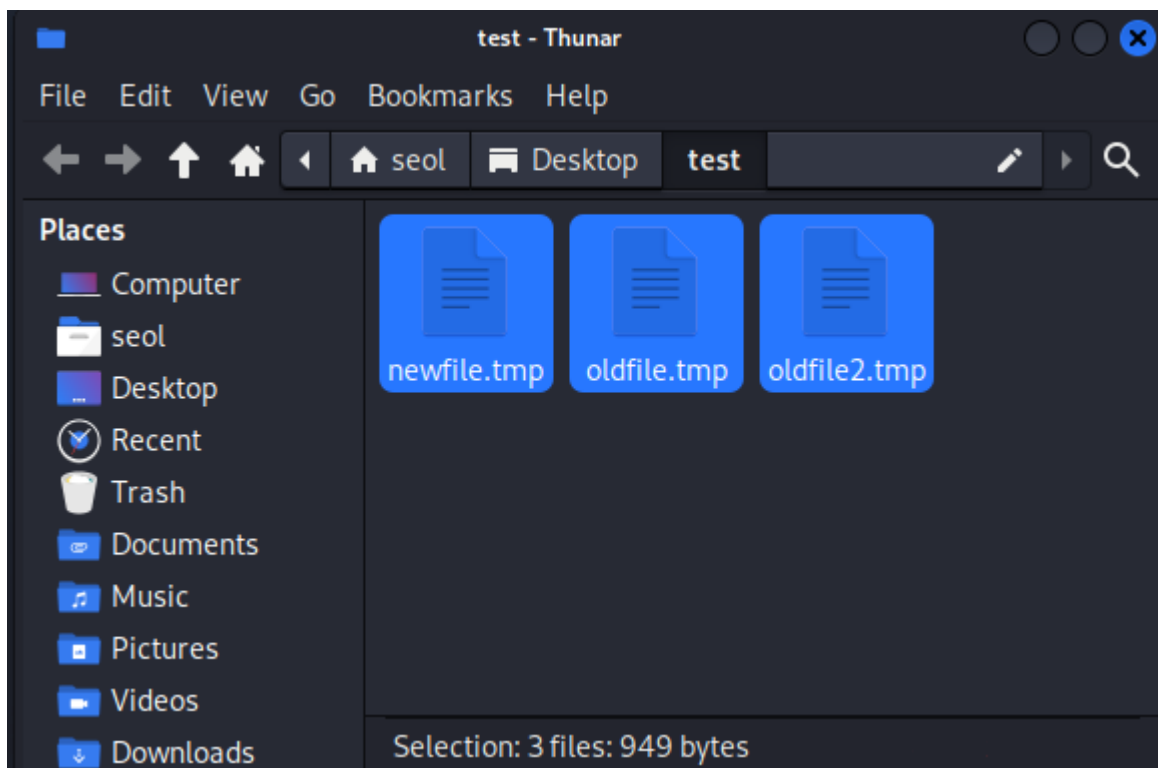 test - Thunar
File Edit View Go Bookmarks Help
seol Desktop test
Places
Computer
seol
Desktop
Recent
Trash
Documents
Music
Pictures
Videos
Downloads
newfile.tmp oldfile.tmp oldfile2.tmp
Selection: 3 files: 949 bytes